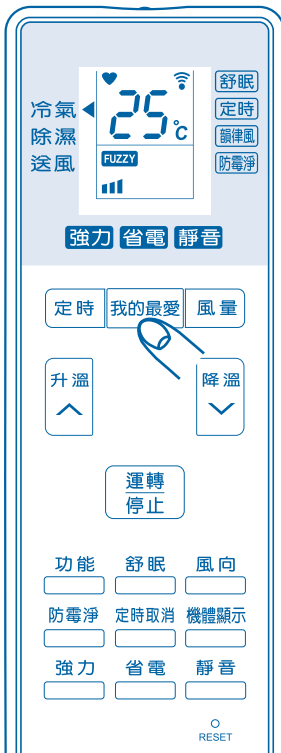 舒眠
冷氣 25℃ 定時
除濕 韻律風
送風 FUZZY 防霉淨
強力 省電 靜音
定時 我的最愛 風量
升溫 降溫
運轉
停止
功能 舒眠 風向
防霉淨 定時取消 機體顯示
強力 省電 靜音
RESET